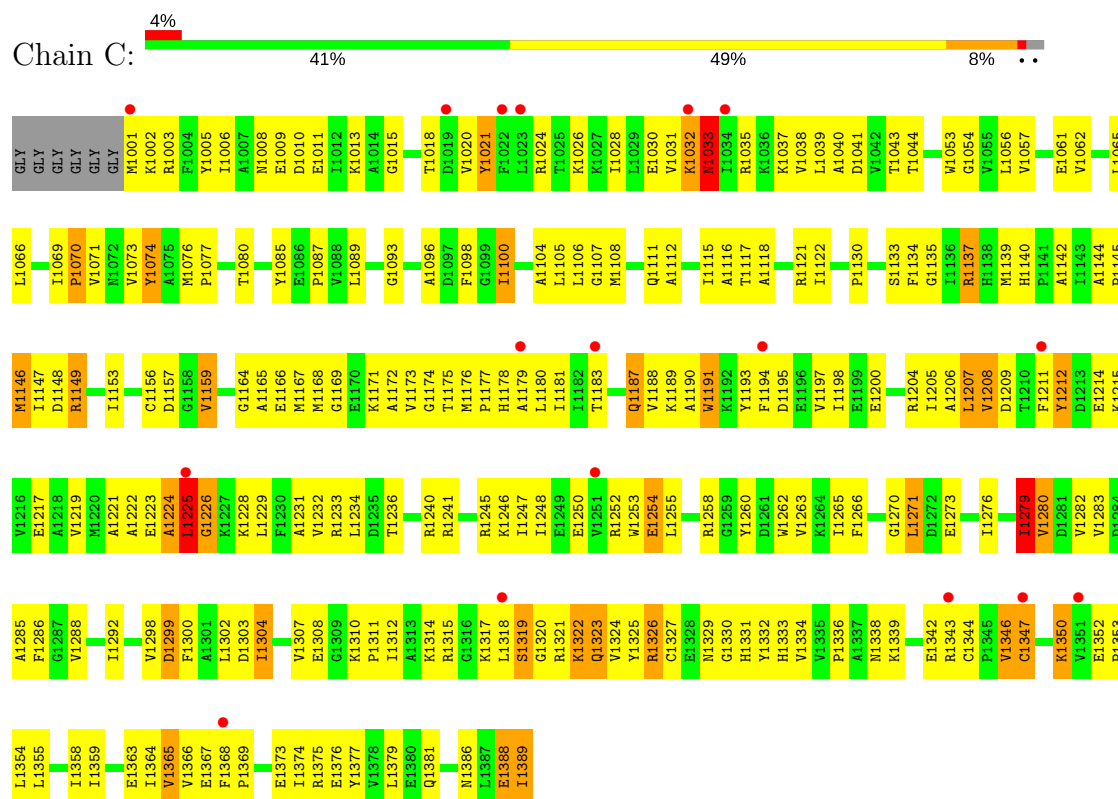 4%
Chain C:
41% 49% 8% • •
GLY GLY GLY GLY GLY GLY M1001 K1002 R1003 F1004 Y1005 I1006 A1007 N1008 E1009 D1010 E1011 I1012 K1013 A1014 G1015 T1018 D1019 V1020 Y1021 F1022 L1023 R1024 T1025 K1026 K1027 I1028 L1029 E1030 V1031 K1032 N1033 I1034 R1035 K1036 K1037 V1038 L1039 A1040 D1041 V1042 T1043 T1044 W1053 G1054 V1055 L1056 V1057 E1061 V1062 L1065
L1066 I1069 P1070 V1071 N1072 V1073 Y1074 A1075 M1076 P1077 T1080 Y1085 E1086 P1087 V1088 L1089 G1093 A1096 D1097 F1098 G1099 I1100 A1104 L1105 L1106 G1107 M1108 Q1111 A1112 I1115 A1116 T1117 A1118 R1121 I1122 P1130 S1133 F1134 G1135 I1136 R1137 H1138 M1139 H1140 P1141 A1142 I1143 A1144 P1145
M1146 I1147 D1148 R1149 I1153 C1156 D1157 G1158 V1159 G1164 A1165 E1166 M1167 M1168 G1169 E1170 K1171 A1172 V1173 G1174 T1175 M1176 P1177 H1178 A1179 L1180 I1181 I1182 T1183 Q1187 V1188 K1189 A1190 W1191 K1192 Y1193 F1194 D1195 E1196 V1197 I1198 E1199 E1200 R1204 I1205 A1206 L1207 V1208 D1209 T1210 F1211 Y1212 D1213 E1214 K1215
V1216 E1217 A1218 V1219 M1220 A1221 A1222 E1223 A1224 L1225 G1226 K1227 K1228 L1229 F1230 A1231 V1232 R1233 L1234 D1235 T1236 R1240 R1241 R1245 K1246 I1247 I1248 E1249 E1250 V1251 R1252 W1253 E1254 L1255 R1258 G1259 Y1260 D1261 W1262 V1263 K1264 I1265 F1266 G1270 L1271 D1272 E1273 I1276 I1279 V1280 D1281 V1282 V1283 D1284
A1285 F1286 G1287 V1288 I1292 V1298 D1299 F1300 A1301 L1302 D1303 I1304 V1307 E1308 G1309 K1310 P1311 I1312 A1313 K1314 R1315 G1316 K1317 L1318 S1319 G1320 R1321 K1322 Q1323 V1324 Y1325 R1326 C1327 E1328 N1329 G1330 H1331 Y1332 H1333 V1334 V1335 P1336 A1337 N1338 K1339 E1342 R1343 C1344 P1345 V1346 C1347 K1350 V1351 E1352 P1353
L1354 L1355 I1358 I1359 E1363 I1364 V1365 V1366 E1367 F1368 P1369 E1373 I1374 R1375 E1376 Y1377 V1378 L1379 E1380 Q1381 N1386 L1387 E1388 I1389